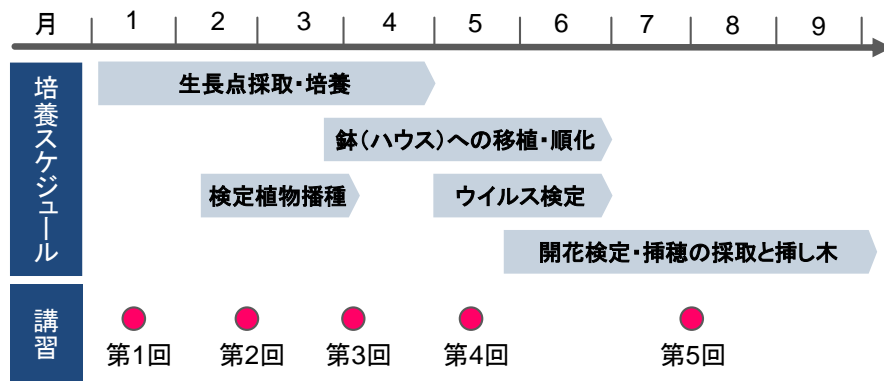 月 1 2 3 4 5 6 7 8 9
培養スケジュール
生長点採取・培養
鉢（ハウス）への移植・順化
検定植物播種 ウイルス検定
開花検定・挿穂の採取と挿し木
講習
第1回 第2回 第3回 第4回 第5回